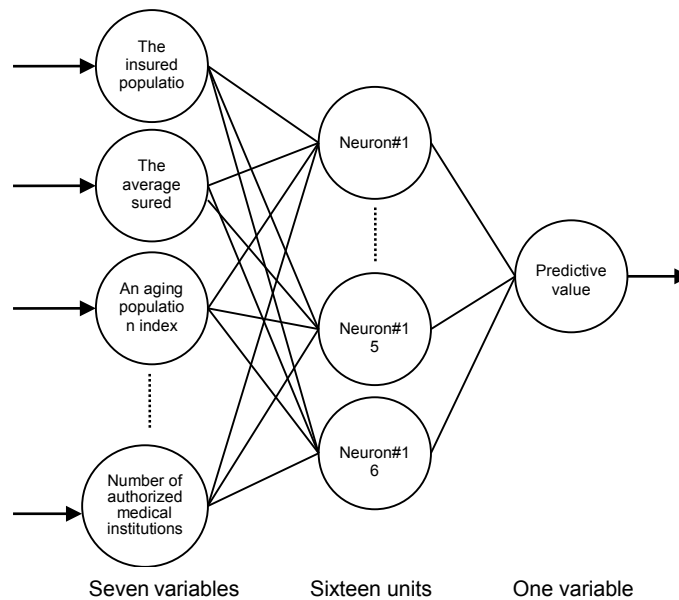 The
insured
populatio
The
average
sured
An aging
populatio
n index
Number of
authorized
medical
institutions
Neuron#1
Neuron#1
5
Neuron#1
6
Predictive
value
Seven variables
Sixteen units
One variable